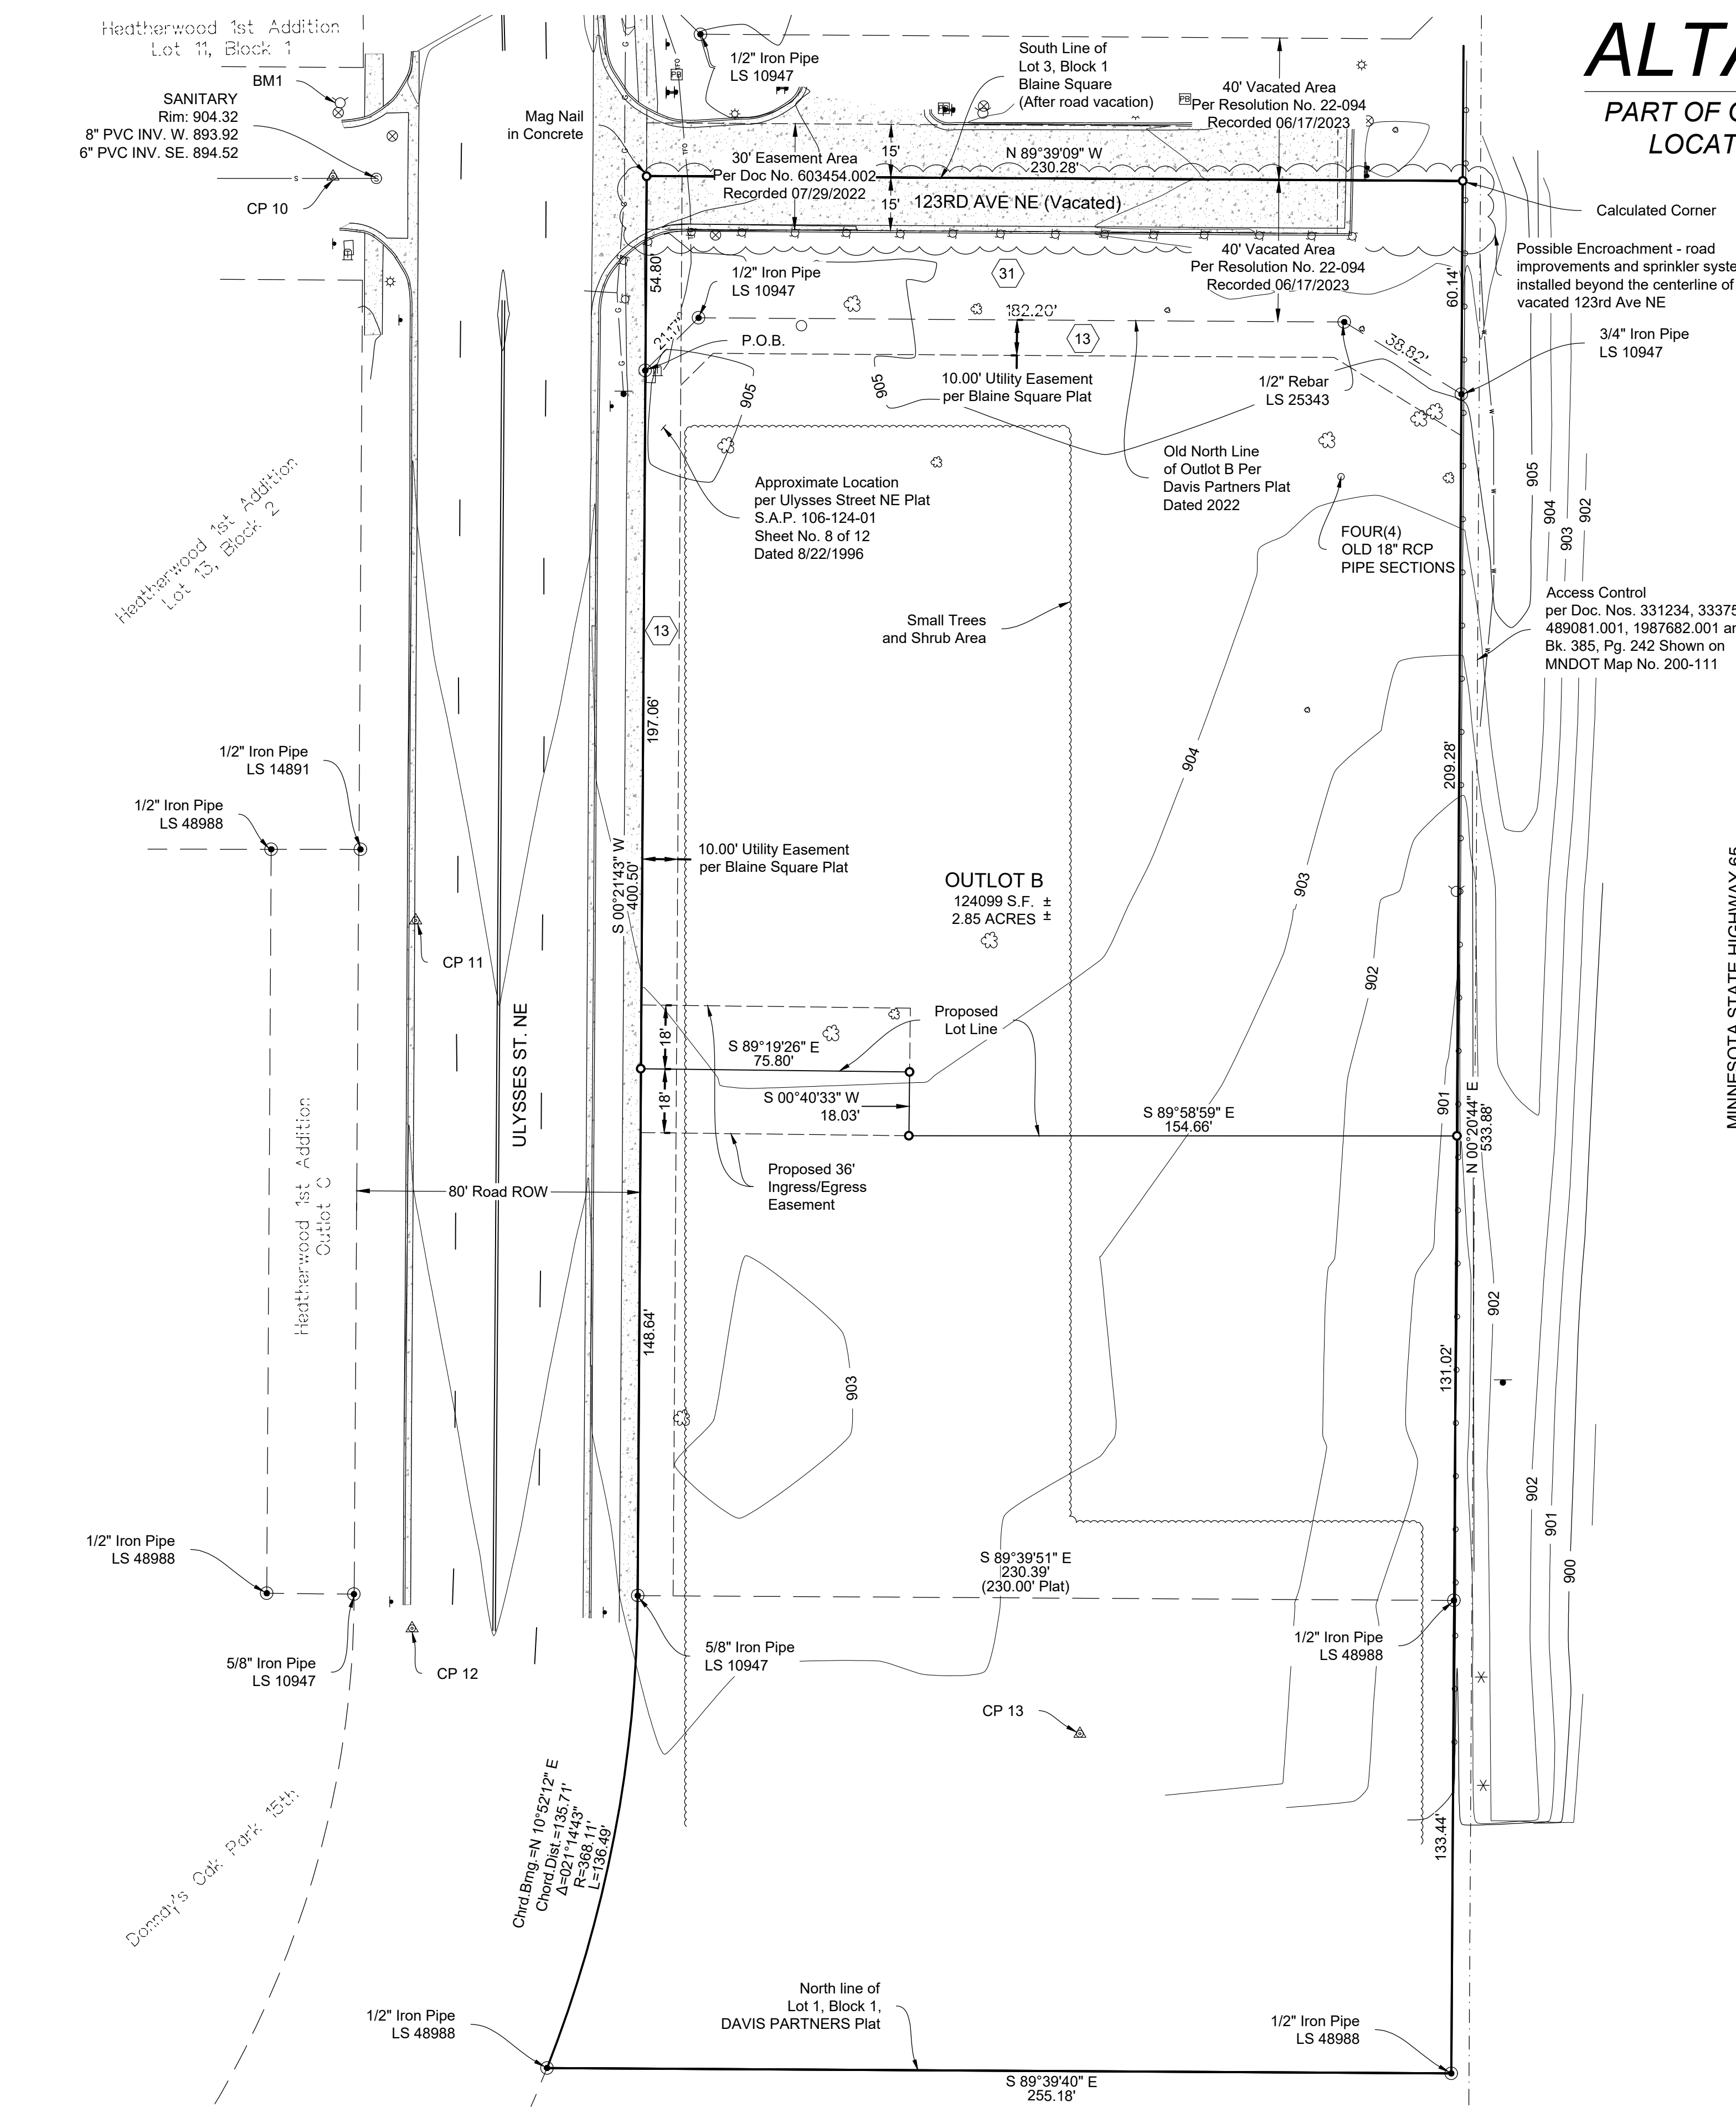 Heatherwood 1st Addition
Lot 11, Block 1
BM1
SANITARY
Rim: 904.32
8" PVC INV. W. 893.92
6" PVC INV. SE. 894.52
S
CP 10
Mag Nail
in Concrete
1/2" Iron Pipe
LS 10947
PB
South Line of
Lot 3, Block 1
Blaine Square
(After road vacation)
PB
PB
40' Vacated Area
Per Resolution No. 22-094
Recorded 06/17/2023
30' Easement Area
Per Doc No. 603454.002
Recorded 07/29/2022
15'
15'
N 89°39'09" W
230.28'
123RD AVE NE (Vacated)
40' Vacated Area
Per Resolution No. 22-094
Recorded 06/17/2023
ALTA
PART OF
LOCAT
Calculated Corner
Possible Encroachment - road
improvements and sprinkler syste
installed beyond the centerline of
vacated 123rd Ave NE
3/4" Iron Pipe
LS 10947
54.80'
60.14'
1/2" Iron Pipe
LS 10947
31
182.20'
13
21.12'
38.82'
P.O.B.
905
905
10.00' Utility Easement
per Blaine Square Plat
1/2" Rebar
LS 25343
Approximate Location
per Ulysses Street NE Plat
S.A.P. 106-124-01
Sheet No. 8 of 12
Dated 8/22/1996
Old North Line
of Outlot B Per
Davis Partners Plat
Dated 2022
FOUR(4)
OLD 18" RCP
PIPE SECTIONS
905
904
903
902
Heatherwood 1st Addition
Lot 13, Block 2
Access Control
per Doc. Nos. 331234, 33375
489081.001, 1987682.001 an
Bk. 385, Pg. 242 Shown on
MNDOT Map No. 200-111
13
Small Trees
and Shrub Area
197.06'
209.28'
904
1/2" Iron Pipe
LS 14891
1/2" Iron Pipe
LS 48988
S 00°21'43" W
400.50'
10.00' Utility Easement
per Blaine Square Plat
OUTLOT B
124099 S.F. ±
2.85 ACRES ±
903
902
MINNESOTA STATE HIGHWAY 65
CP 11
ULYSSES ST. NE
18'
18'
S 89°19'26" E
75.80'
Proposed
Lot Line
S 00°40'33" W
18.03'
S 89°58'59" E
154.66'
901
N 00°20'44" E
533.88'
Heatherwood 1st Addition
Outlot C
80' Road ROW
Proposed 36'
Ingress/Egress
Easement
148.64'
903
131.02'
902
902
901
900
1/2" Iron Pipe
LS 48988
S 89°39'51" E
230.39'
(230.00' Plat)
5/8" Iron Pipe
LS 10947
CP 12
5/8" Iron Pipe
LS 10947
1/2" Iron Pipe
LS 48988
CP 13
133.44'
Chrd.Brng.=N 10°52'12" E
Chord.Dist.=135.71'
Δ=021°14'43"
R=368.11'
L=136.49'
Donnay's Oak Park 15th
1/2" Iron Pipe
LS 48988
North line of
Lot 1, Block 1,
DAVIS PARTNERS Plat
1/2" Iron Pipe
LS 48988
S 89°39'40" E
255.18'